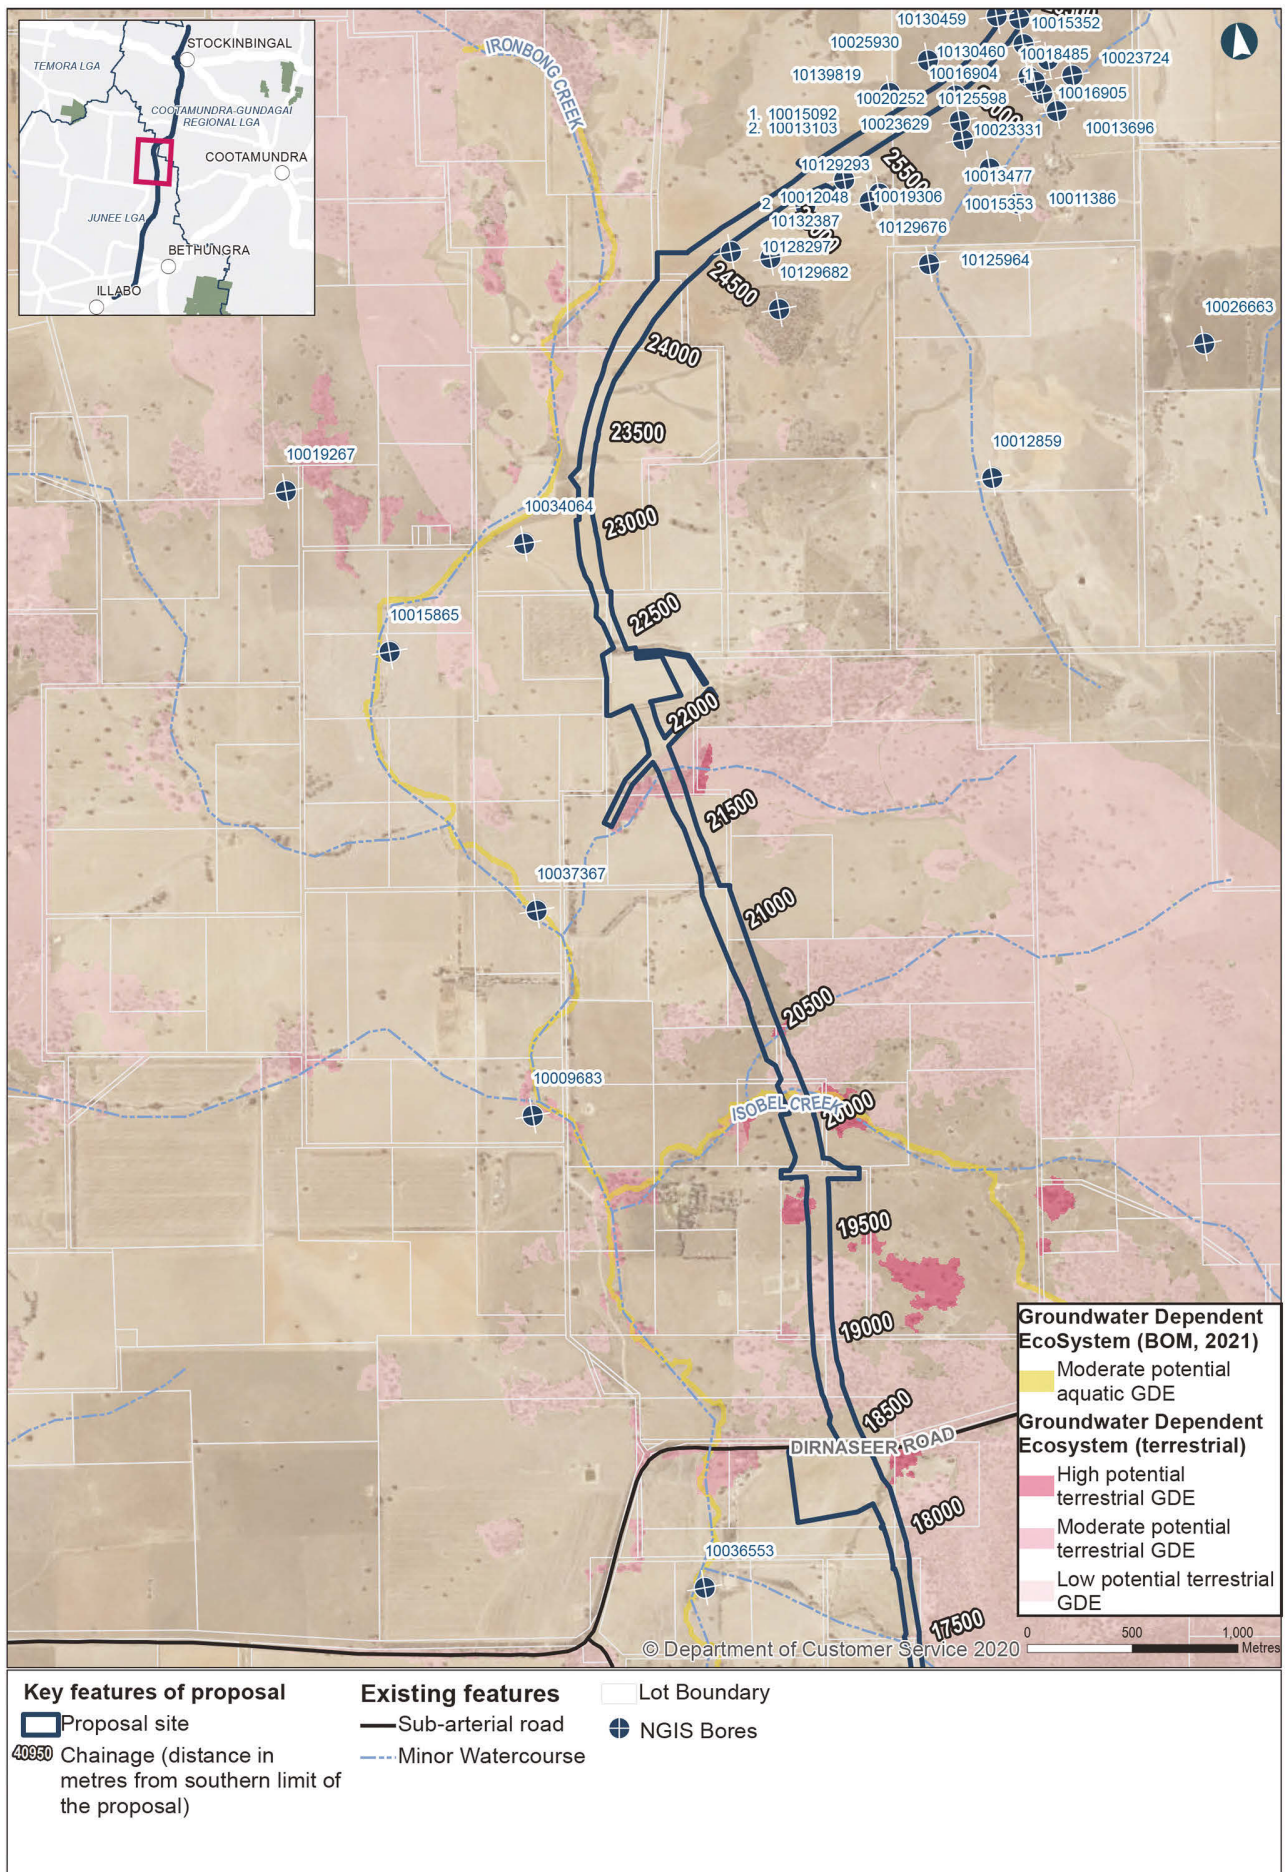 STOCKINBINGAL
TEMORA LGA
COOTAMUNDRA-GUNDAGAI
REGIONAL LGA
COOTAMUNDRA
JUNEE LGA
BETHUNGRA
ILLABO
IRONBONG CREEK
10130459
10015352
10025930
10130460
10018485
10023724
10139819
10016904
1
10016905
10020252
10125598
1. 10015092
2. 10013103
10023629
10023331
10013696
10129293
25500
10013477
2
10012048
10019306
10015353
10011386
10132387
10129676
10128297
10125964
10129682
24500
10026663
24000
23500
10012859
10019267
10034064
23000
10015865
22500
22000
21500
10037367
21000
20500
10009683
ISOBEL CREEK
20000
19500
19000
18500
DIRNASEER ROAD
18000
10036553
17500
Groundwater Dependent
EcoSystem (BOM, 2021)
Moderate potential
aquatic GDE
Groundwater Dependent
Ecosystem (terrestrial)
High potential
terrestrial GDE
Moderate potential
terrestrial GDE
Low potential terrestrial
GDE
0 500 1,000
Metres
© Department of Customer Service 2020
Key features of proposal
Proposal site
40950 Chainage (distance in
metres from southern limit of
the proposal)
Existing features
Sub-arterial road
Minor Watercourse
Lot Boundary
NGIS Bores